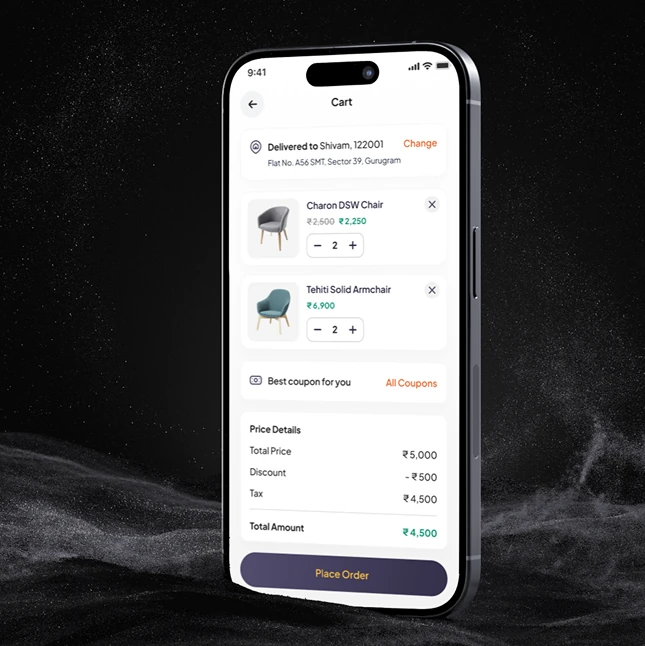 9:41
Cart
Delivered to Shivam, 122001
Change
Flat No. A56 SMT, Sector 39, Gurugram
Charon DSW Chair
₹2,500 ₹2,250
− 2 +
Tehiti Solid Armchair
₹6,900
− 2 +
Best coupon for you
All Coupons
Price Details
Total Price ₹5,000
Discount - ₹500
Tax ₹4,500
Total Amount ₹4,500
Place Order